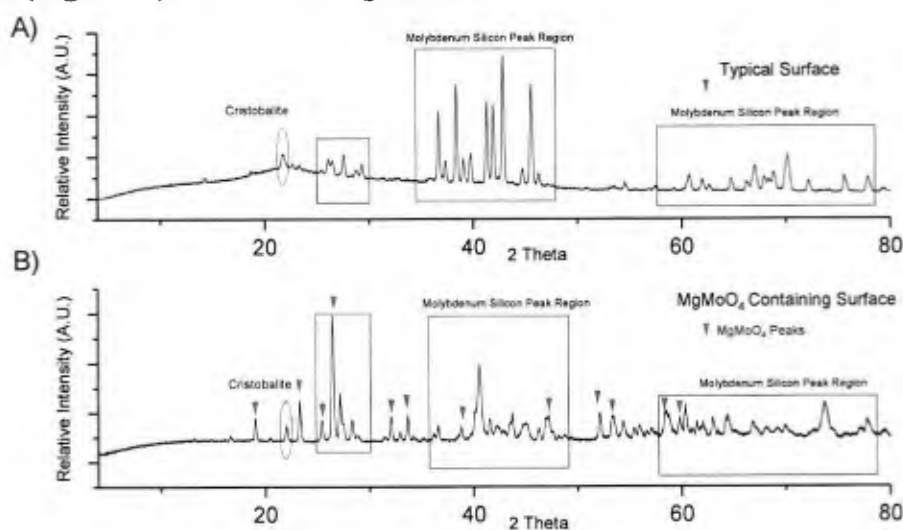 A)
Molybdenum Silicon Peak Region
Typical Surface
Molybdenum Silicon Peak Region
Cristobalite
Relative Intensity (A.U.)
20 40 60 80
2 Theta
B)
Molybdenum Silicon Peak Region
MgMoO₄ Containing Surface
MgMoO₄ Peaks
Molybdenum Silicon Peak Region
Cristobalite
Relative Intensity (A.U.)
20 40 60 80
2 Theta